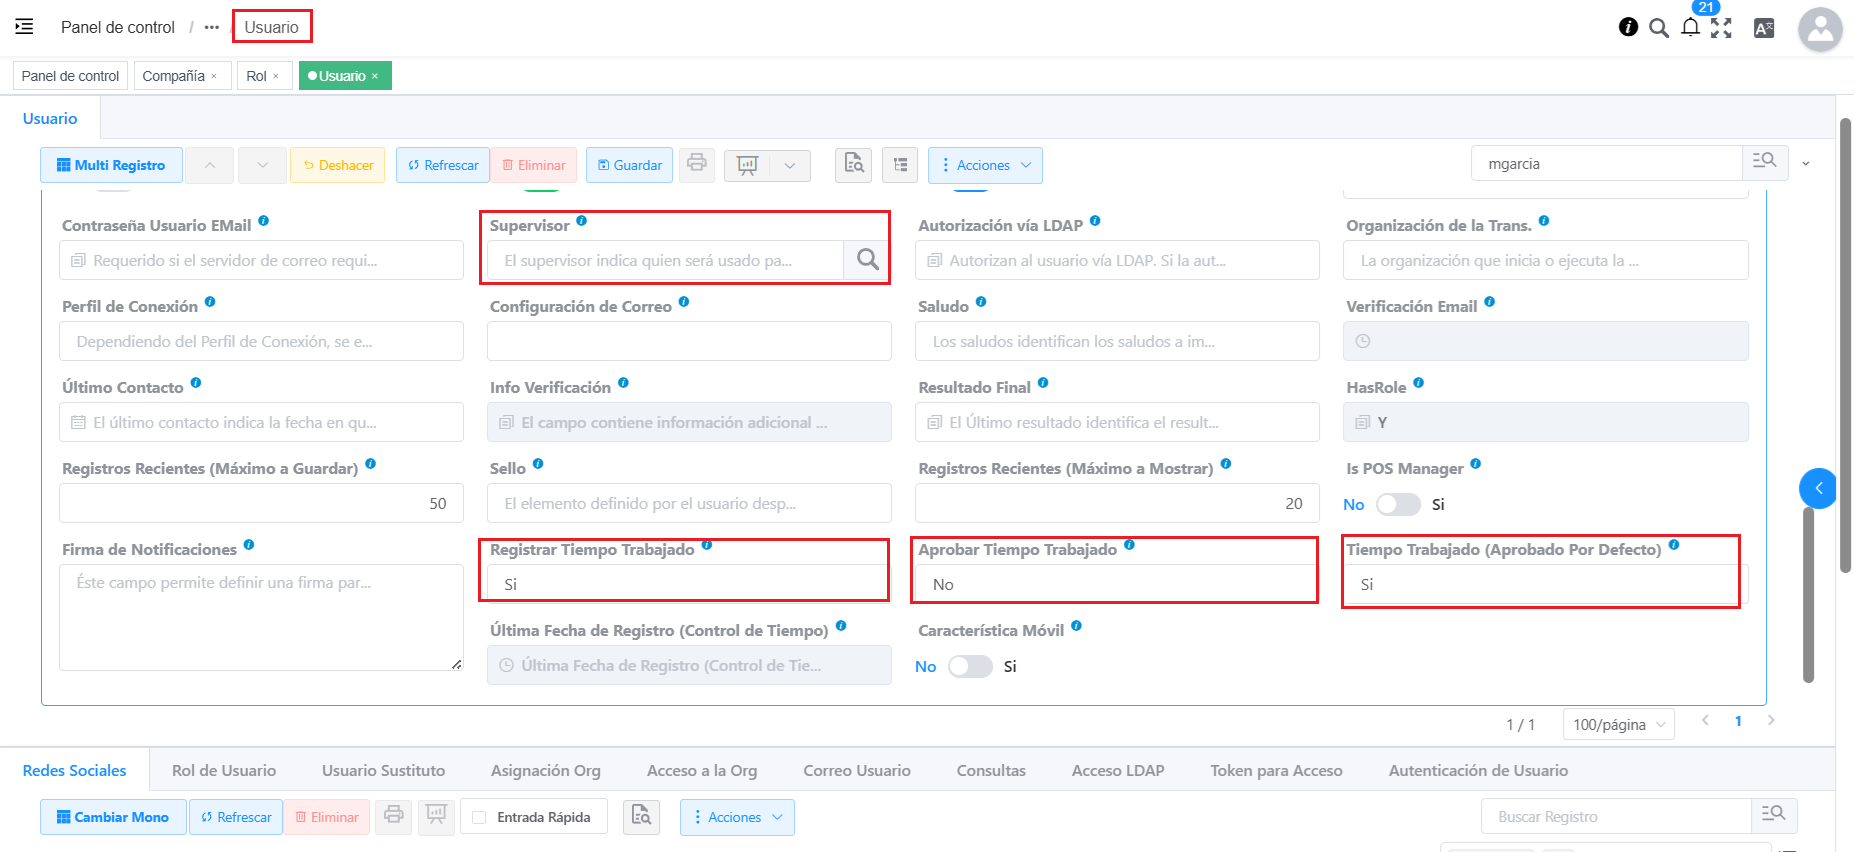 Panel de control / ••• / Usuario
21
Panel de control
Compañía ×
Rol ×
Usuario ×
Usuario
Multi Registro
Deshacer
Refrescar
Eliminar
Guardar
Acciones
mgarcia
Contraseña Usuario EMail
Supervisor
Autorización vía LDAP
Organización de la Trans.
Requerido si el servidor de correo requi...
El supervisor indica quien será usado pa...
Autorizan al usuario vía LDAP. Si la aut...
La organización que inicia o ejecuta la ...
Perfil de Conexión
Configuración de Correo
Saludo
Verificación Email
Dependiendo del Perfil de Conexión, se e...
Los saludos identifican los saludos a im...
Último Contacto
Info Verificación
Resultado Final
HasRole
El último contacto indica la fecha en qu...
El campo contiene información adicional ...
El Último resultado identifica el result...
Y
Registros Recientes (Máximo a Guardar)
Sello
Registros Recientes (Máximo a Mostrar)
Is POS Manager
50
El elemento definido por el usuario desp...
20
No Si
Firma de Notificaciones
Registrar Tiempo Trabajado
Aprobar Tiempo Trabajado
Tiempo Trabajado (Aprobado Por Defecto)
Éste campo permite definir una firma par...
Si
No
Si
Última Fecha de Registro (Control de Tiempo)
Característica Móvil
Última Fecha de Registro (Control de Tie...
No Si
1 / 1
100/página
1
Redes Sociales
Rol de Usuario
Usuario Sustituto
Asignación Org
Acceso a la Org
Correo Usuario
Consultas
Acceso LDAP
Token para Acceso
Autenticación de Usuario
Cambiar Mono
Refrescar
Eliminar
Entrada Rápida
Acciones
Buscar Registro